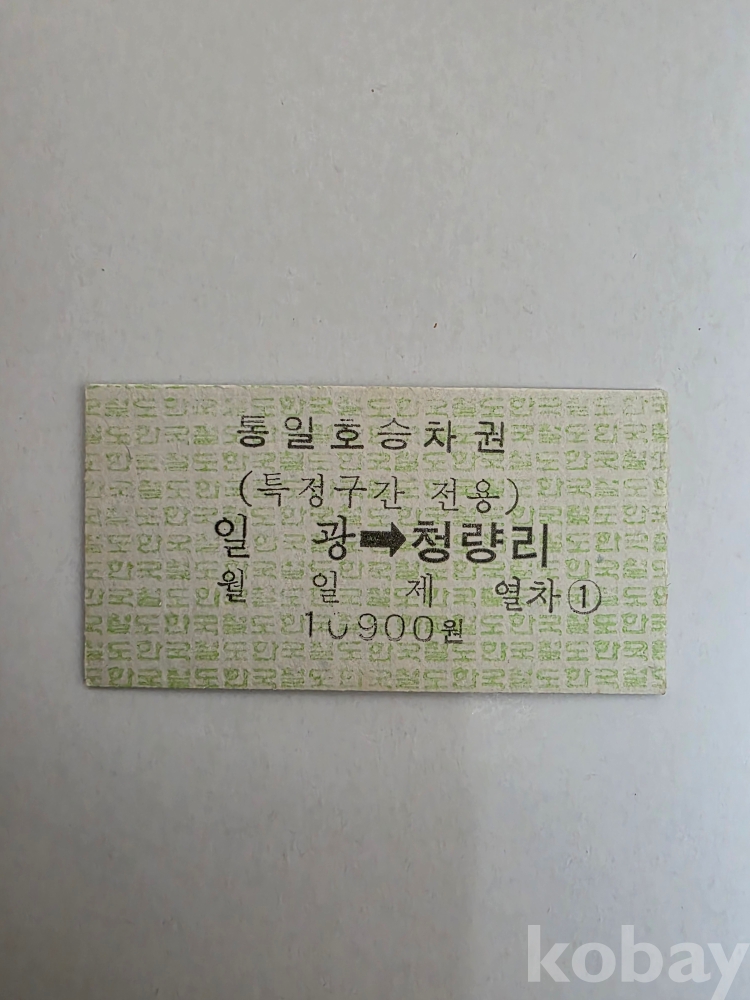 통일호승차권
(특정구간 전용)
일 광➡청량리
월 일 제 열차①
10900원
kobay